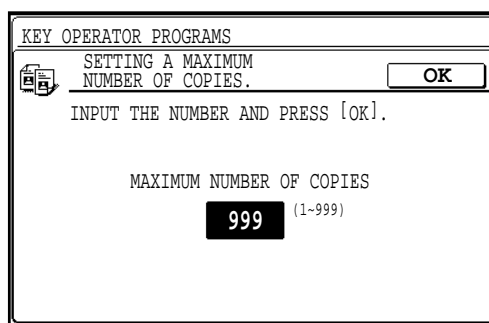 KEY OPERATOR PROGRAMS
SETTING A MAXIMUM
NUMBER OF COPIES.
OK
INPUT THE NUMBER AND PRESS [OK].
MAXIMUM NUMBER OF COPIES
999 (1~999)